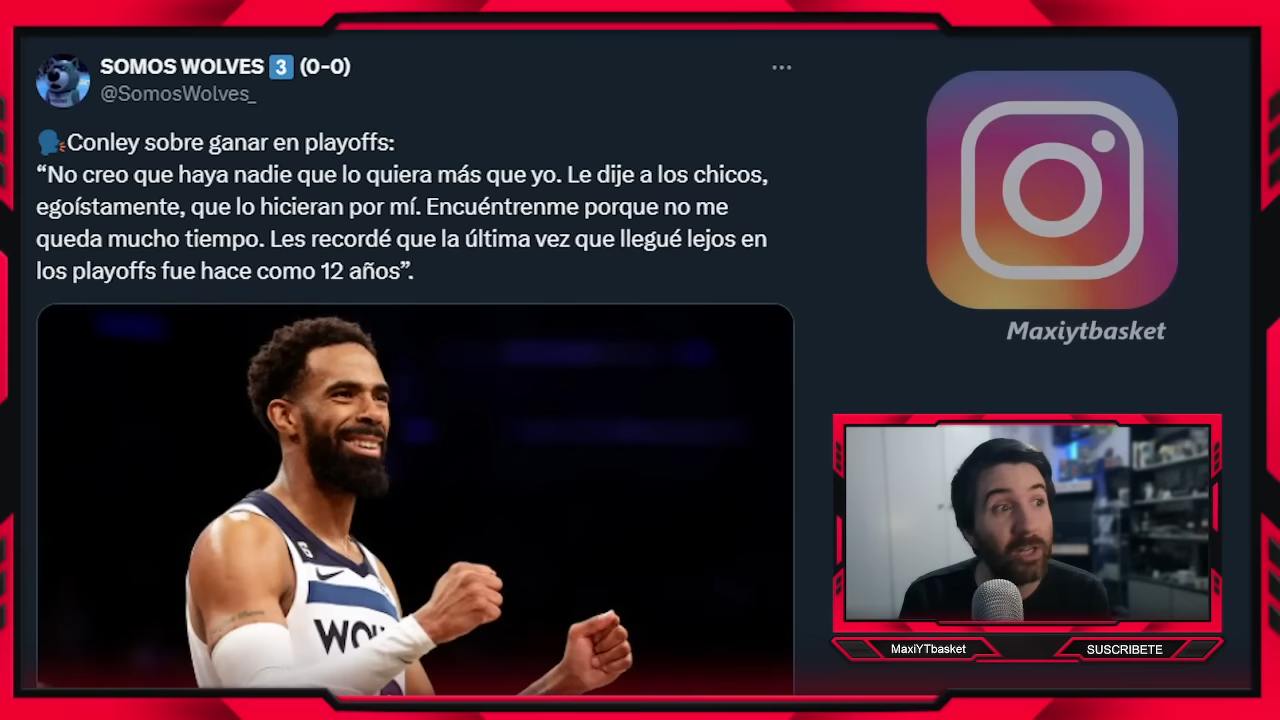 SOMOS WOLVES 3 (0-0)
@SomosWolves_
Conley sobre ganar en playoffs:
“No creo que haya nadie que lo quiera más que yo. Le dije a los chicos,
egoístamente, que lo hicieran por mí. Encuéntrenme porque no me
queda mucho tiempo. Les recordé que la última vez que llegué lejos en
los playoffs fue hace como 12 años”.
Maxiytbasket
WOL
MaxiYTbasket
SUSCRIBETE